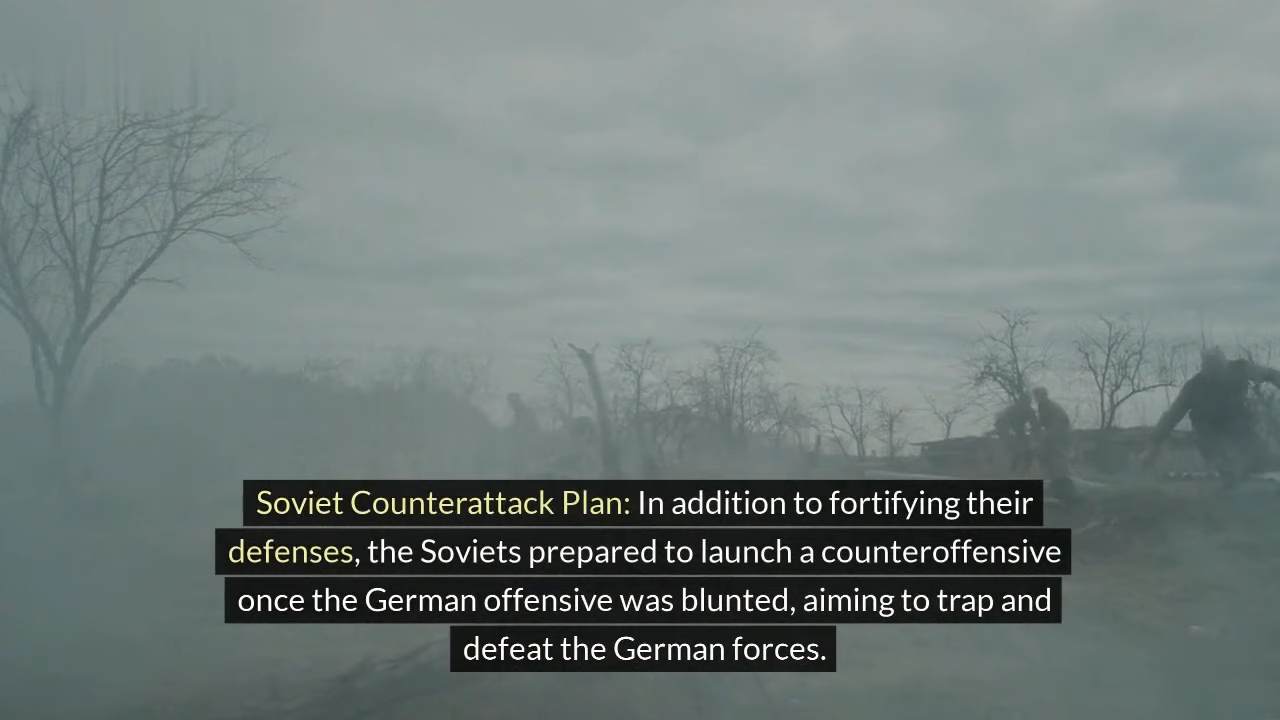 Soviet Counterattack Plan: In addition to fortifying their
defenses, the Soviets prepared to launch a counteroffensive
once the German offensive was blunted, aiming to trap and
defeat the German forces.